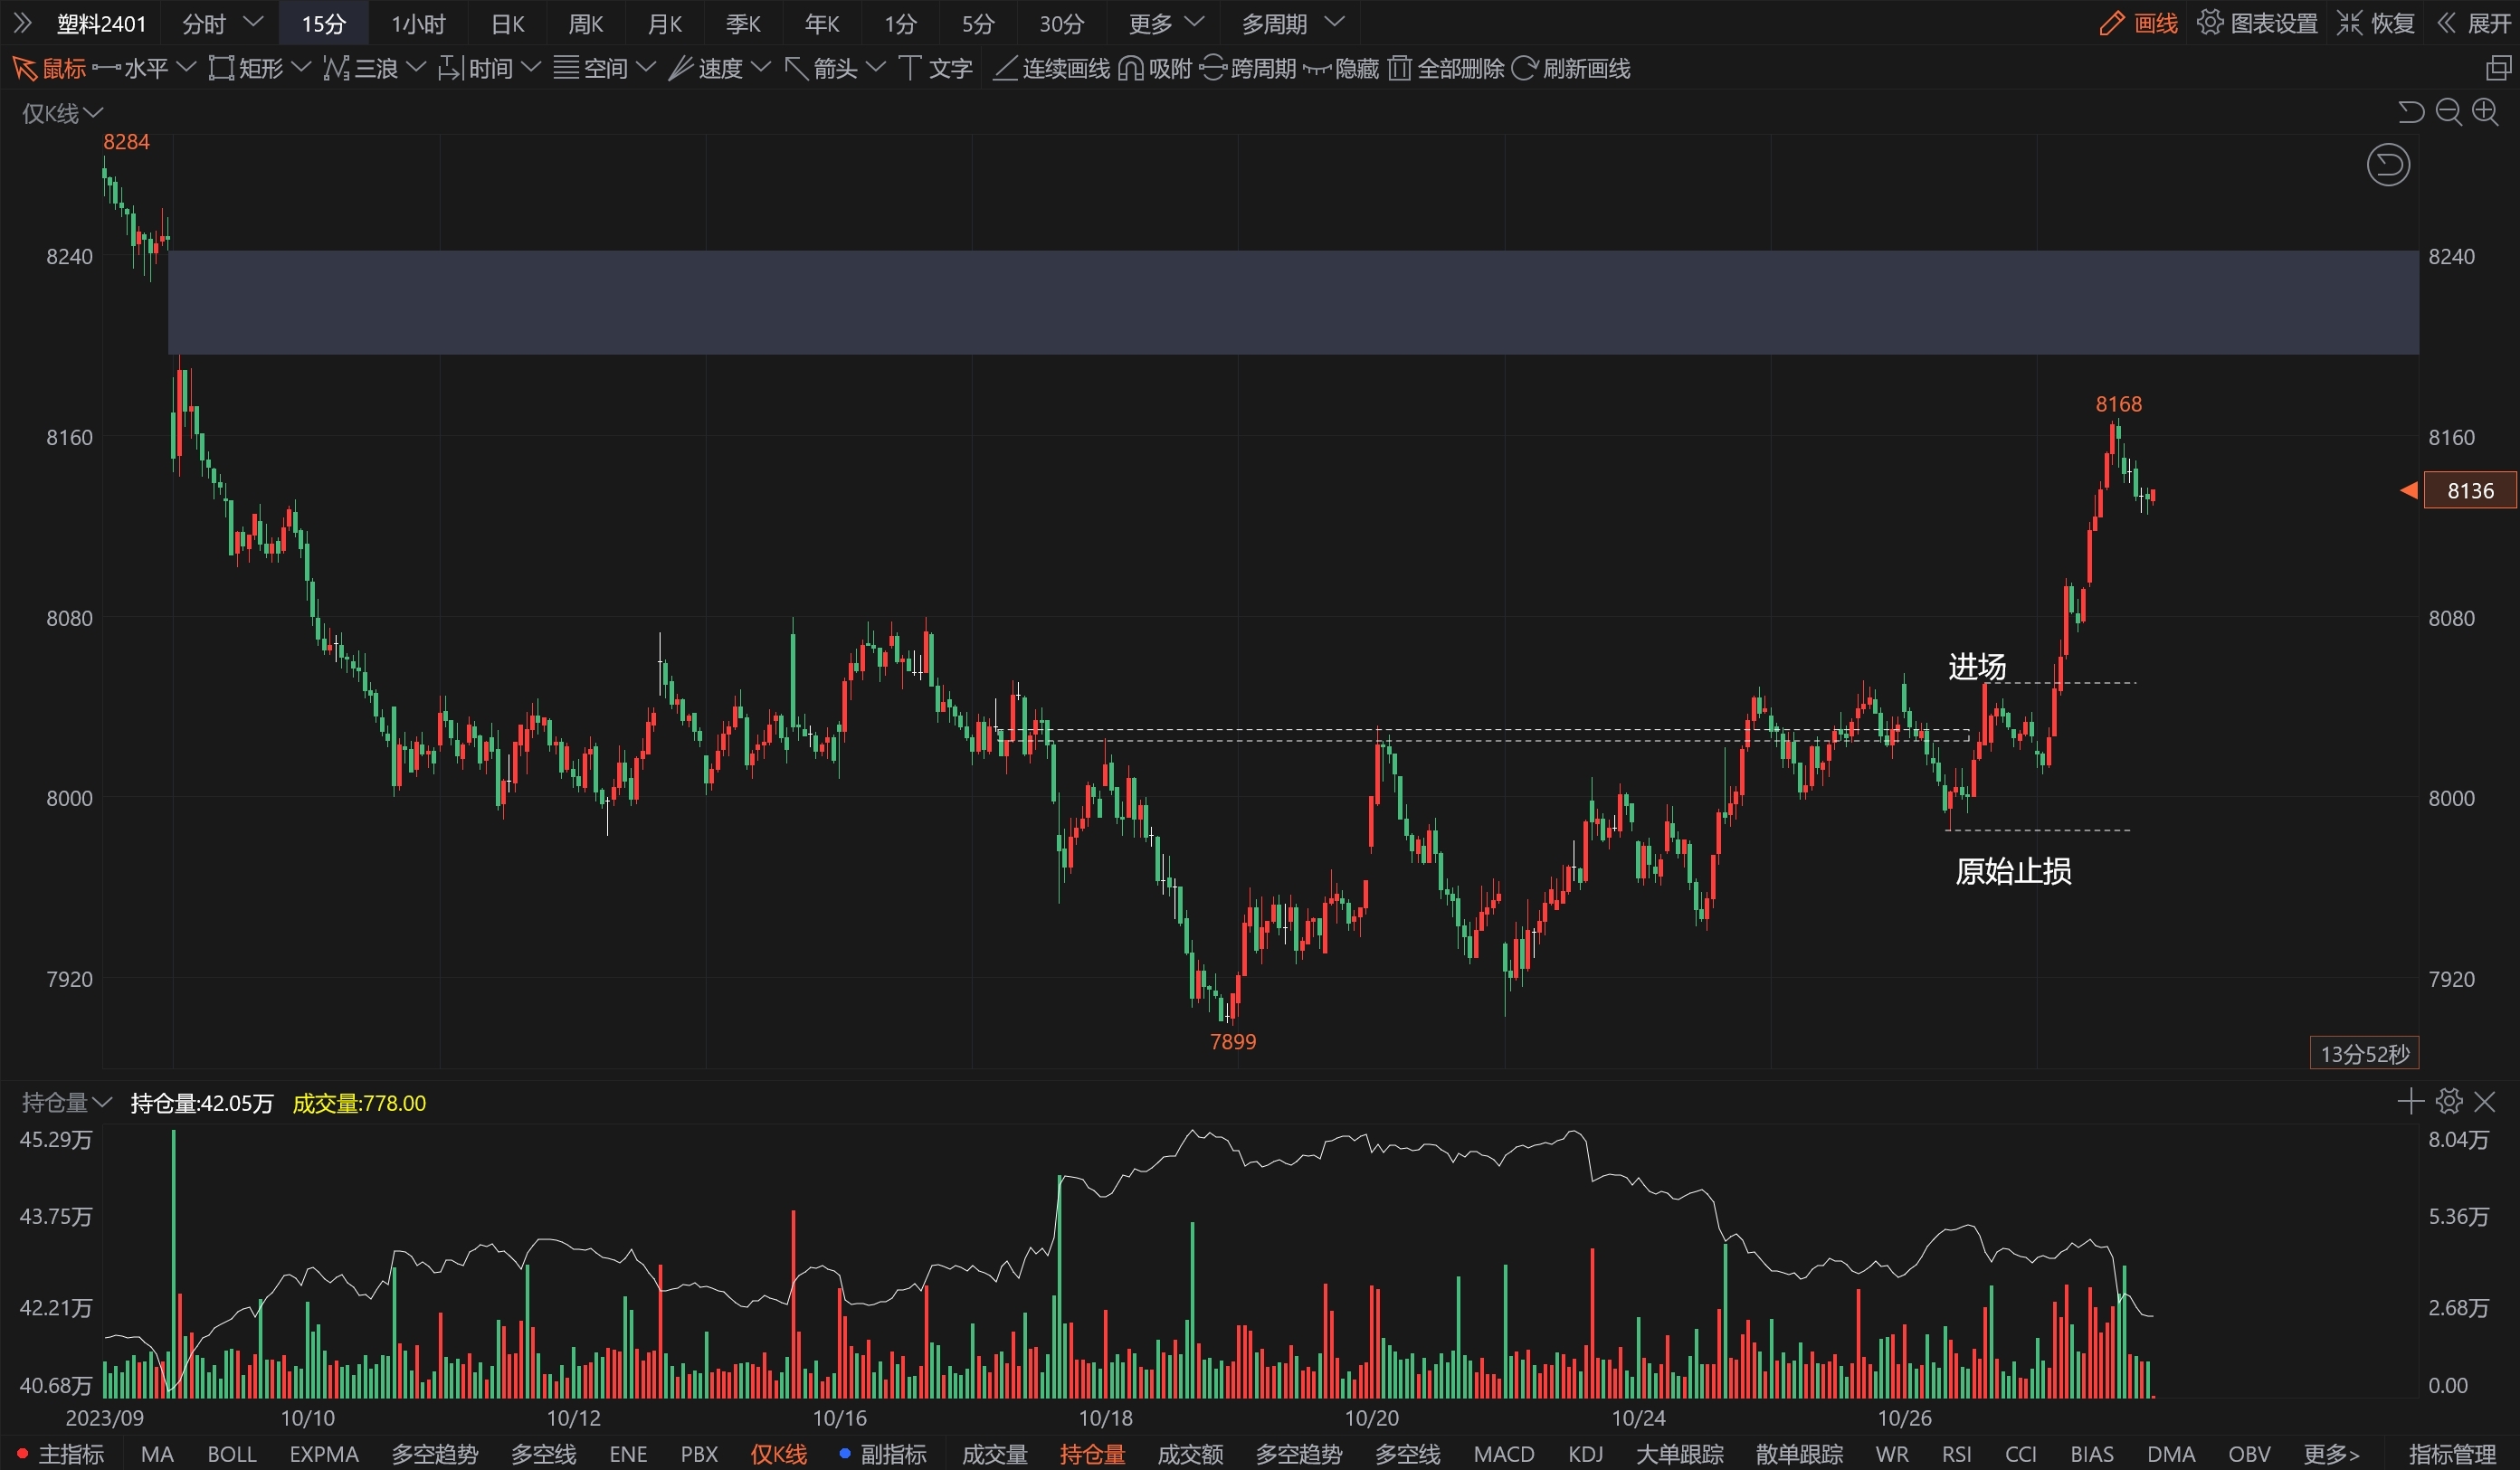 塑料2401 分时 15分 1小时 日K 周K 月K 季K 年K 1分 5分 30分 更多 多周期 画线 图表设置 恢复 展开
鼠标 水平 矩形 三浪 时间 空间 速度 箭头 文字 连续画线 吸附 跨周期 隐藏 全部删除 刷新画线
仅K线
8284
8240 8240
8168
8160 8160
8136
8080 8080
进场
8000 8000
原始止损
7920 7920
7899
13分52秒
持仓量 持仓量:42.05万 成交量:778.00
45.29万 8.04万
43.75万 5.36万
42.21万 2.68万
40.68万 0.00
2023/09 10/10 10/12 10/16 10/18 10/20 10/24 10/26
主指标 MA BOLL EXPMA 多空趋势 多空线 ENE PBX 仅K线 副指标 成交量 持仓量 成交额 多空趋势 多空线 MACD KDJ 大单跟踪 散单跟踪 WR RSI CCI BIAS DMA OBV 更多> 指标管理